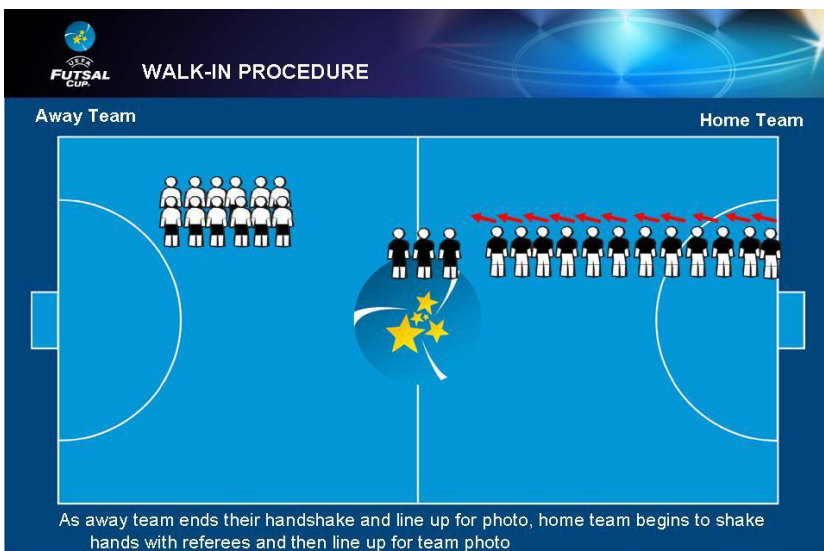 UEFA
FUTSAL
CUP
WALK-IN PROCEDURE
Away Team
Home Team
As away team ends their handshake and line up for photo, home team begins to shake
hands with referees and then line up for team photo